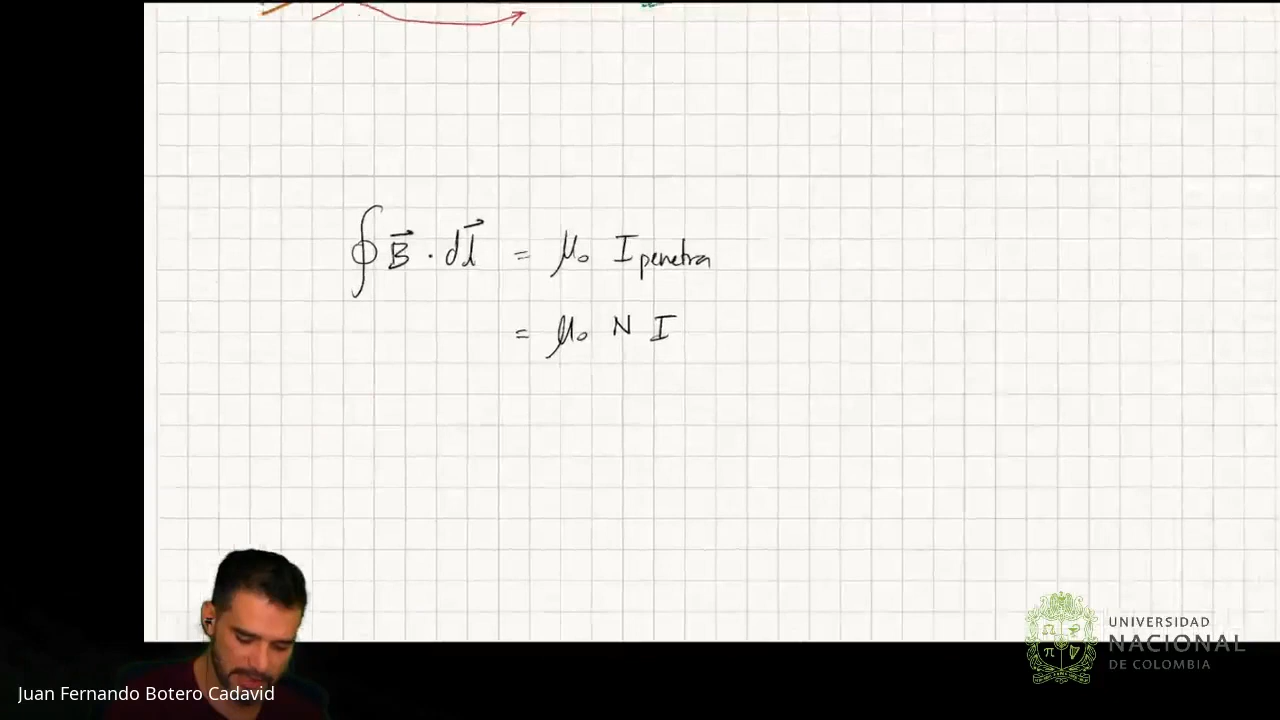 ∮ B⃗ · dl⃗ = μ₀ I penetra
= μ₀ N I
UNIVERSIDAD
NACIONAL
DE COLOMBIA
Juan Fernando Botero Cadavid